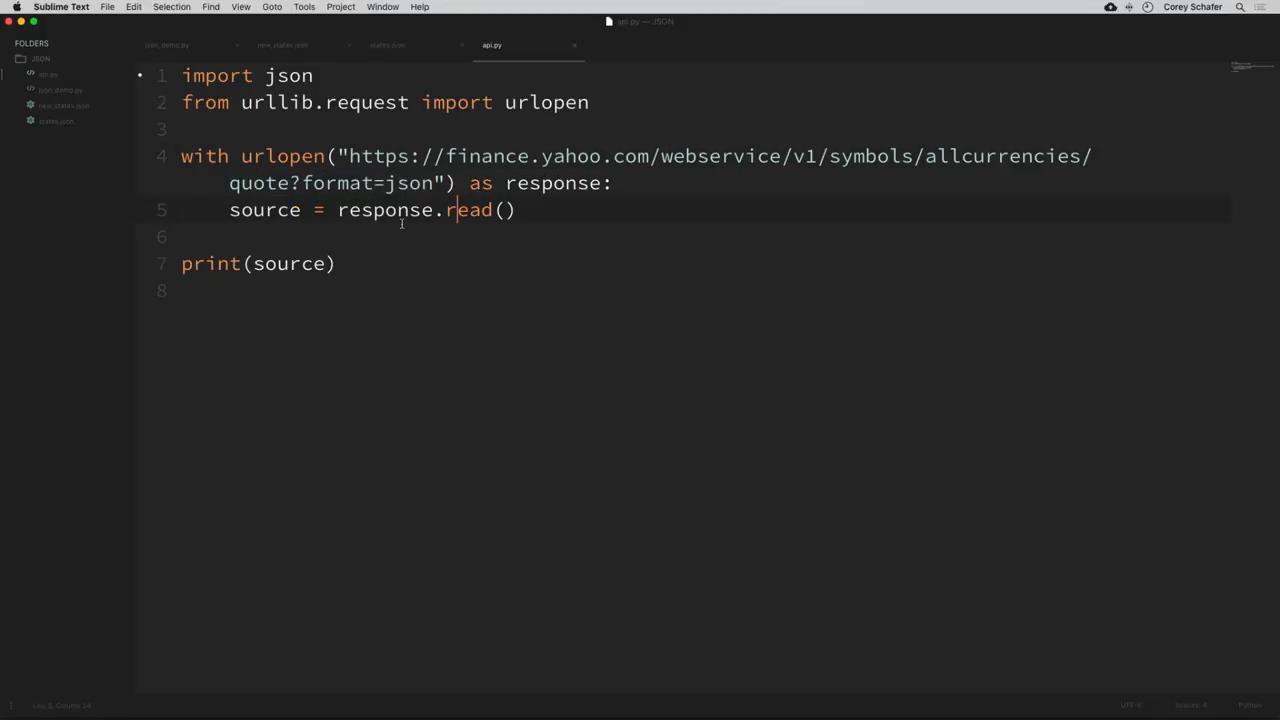 Sublime Text File Edit Selection Find View Goto Tools Project Window Help Corey Schafer
api.py — JSON
FOLDERS
JSON
api.py
json_demo.py
new_states.json
states.json
json_demo.py × new_states.json × states.json × api.py ×
1 import json
2 from urllib.request import urlopen
3
4 with urlopen("https://finance.yahoo.com/webservice/v1/symbols/allcurrencies/
quote?format=json") as response:
5 source = response.read()
6
7 print(source)
8
Line 5, Column 24 UTF-8 Spaces: 4 Python